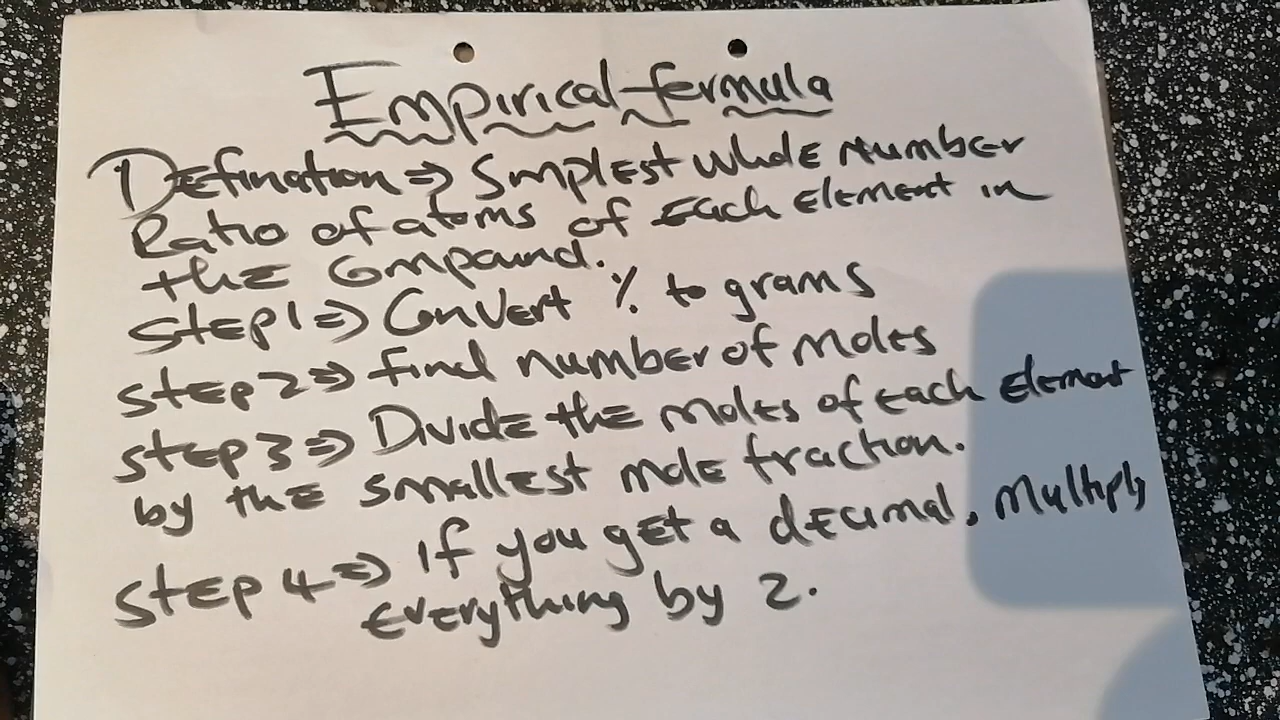 Empirical fermula
Defination => Smplest whole number
Ratio of atoms of each element in
the compound.
Step 1 => Convert % to grams
Step 2 => find number of moles
Step 3 => Divide the moles of each element
by the smallest mole fraction.
Step 4 => If you get a decimal, multiply
everything by 2.